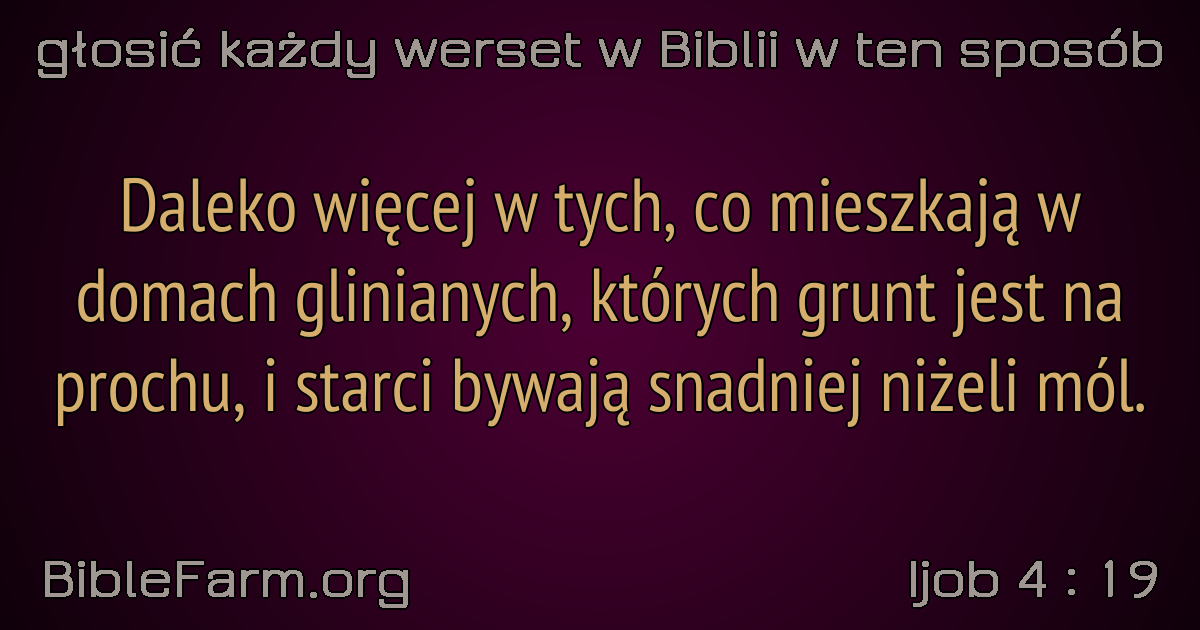 głosić każdy werset w Biblii w ten sposób
Daleko więcej w tych, co mieszkają w
domach glinianych, których grunt jest na
prochu, i starci bywają snadniej niżeli mól.
BibleFarm.org
Ijob 4 : 19